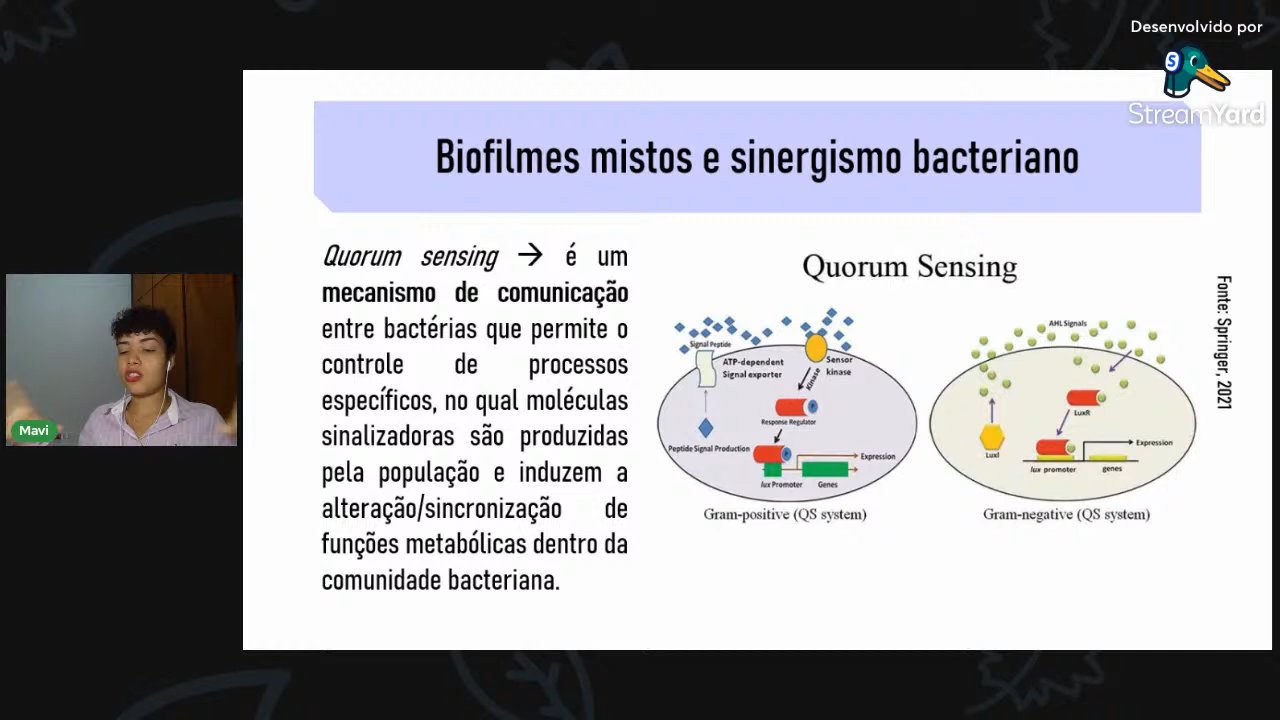 Desenvolvido por
StreamYard
Biofilmes mistos e sinergismo bacteriano
Quorum sensing → é um
mecanismo de comunicação
entre bactérias que permite o
controle de processos
específicos, no qual moléculas
sinalizadoras são produzidas
pela população e induzem a
alteração/sincronização de
funções metabólicas dentro da
comunidade bacteriana.
Quorum Sensing
Signal Peptide
ATP-dependent
Signal exporter
Sensor
kinase
Kinase
P
Response Regulator
Peptide Signal Production
P
Expression
lux Promoter
Genes
Gram-positive (QS system)
AHL Signals
LuxR
LuxI
Expression
lux promoter
genes
Gram-negative (QS system)
Fonte: Springer, 2021
Mavi